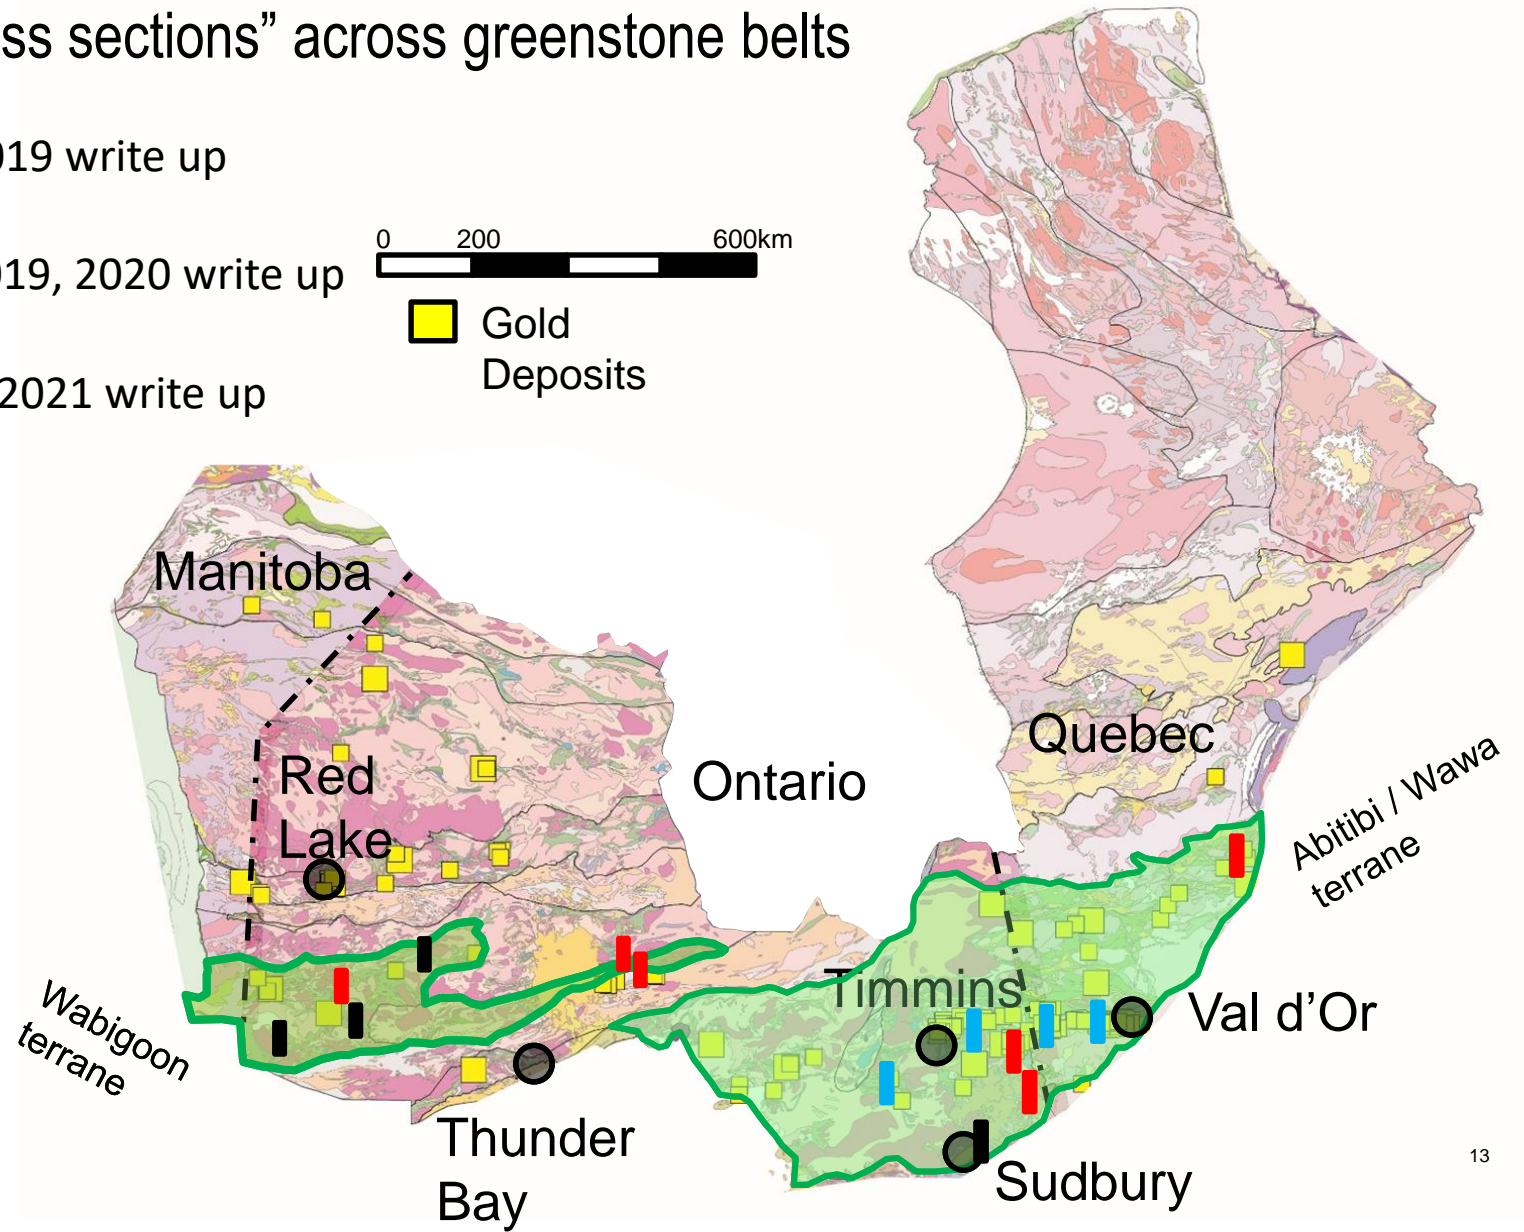 ss sections” across greenstone belts
019 write up
019, 2020 write up
2021 write up
0 200 600km
Gold
Deposits
Manitoba
Red
Lake
Ontario
Quebec
Abitibi / Wawa
terrane
Timmins
Val d’Or
Wabigoon
terrane
Thunder
Bay
Sudbury
13